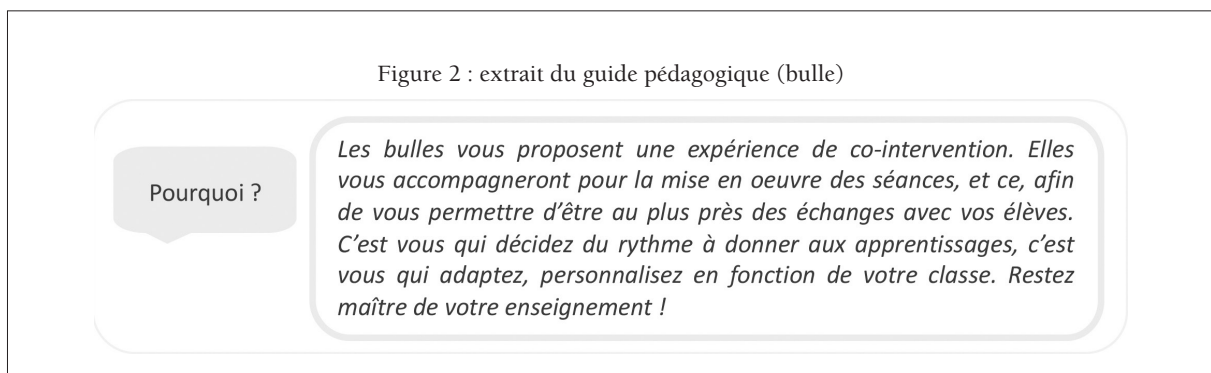 Figure 2 : extrait du guide pédagogique (bulle)
Pourquoi ?
Les bulles vous proposent une expérience de co-intervention. Elles
vous accompagneront pour la mise en oeuvre des séances, et ce, afin
de vous permettre d’être au plus près des échanges avec vos élèves.
C’est vous qui décidez du rythme à donner aux apprentissages, c’est
vous qui adaptez, personnalisez en fonction de votre classe. Restez
maître de votre enseignement !